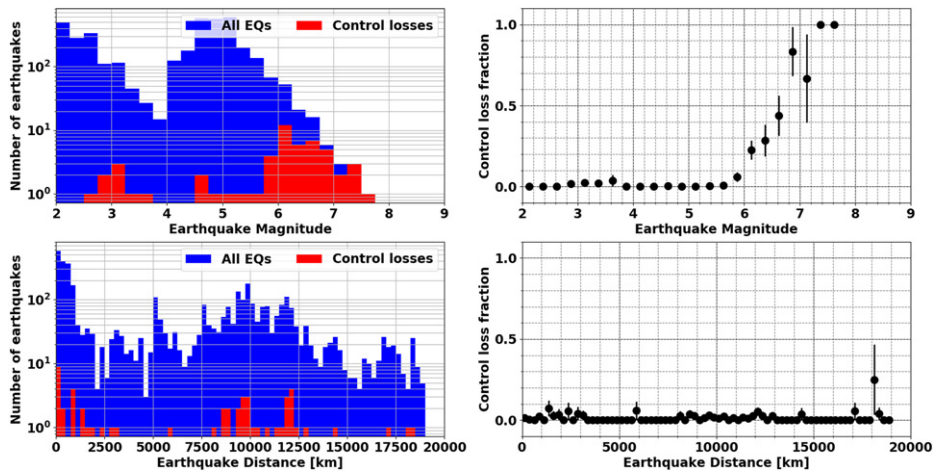 All EQs
Control losses
Number of earthquakes
10²
10¹
10⁰
2 3 4 5 6 7 8 9
Earthquake Magnitude
Control loss fraction
1.0
0.5
0.0
2 3 4 5 6 7 8 9
Earthquake Magnitude
All EQs
Control losses
Number of earthquakes
10²
10¹
10⁰
0 2500 5000 7500 10000 12500 15000 17500 20000
Earthquake Distance [km]
Control loss fraction
1.0
0.5
0.0
0 5000 10000 15000 20000
Earthquake Distance [km]